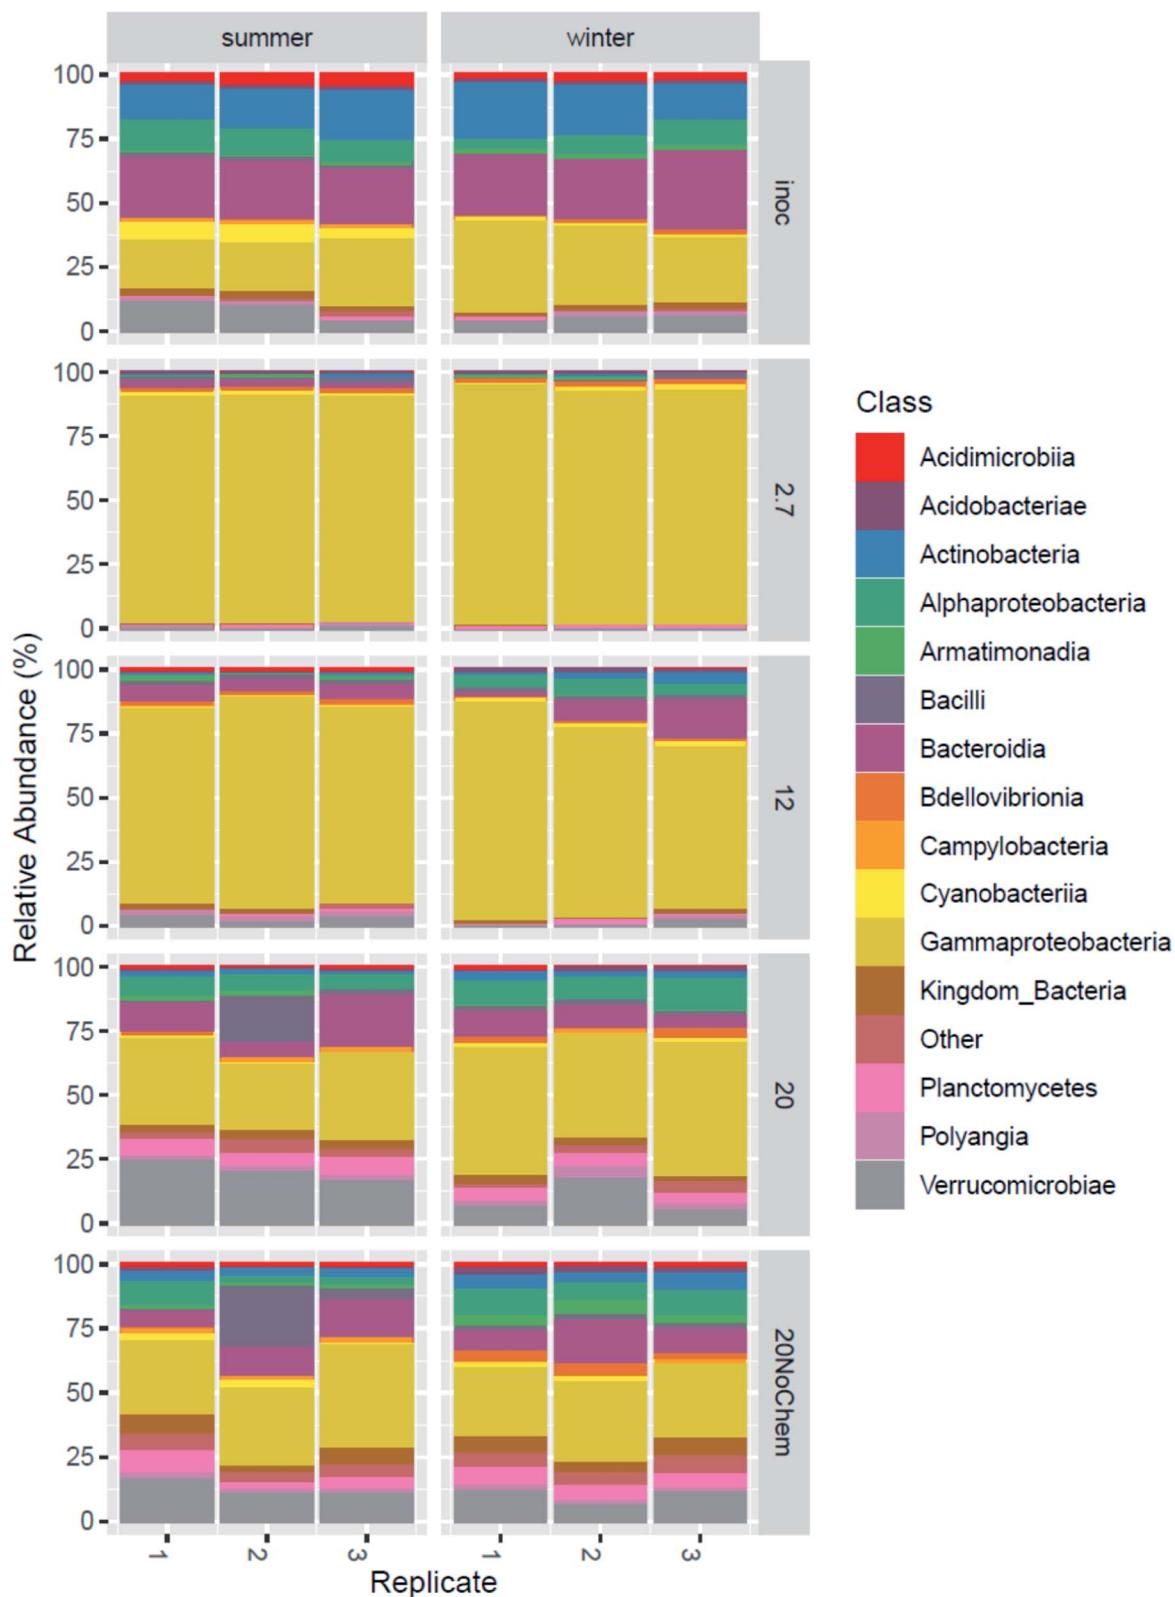 summer winter
100
75
50
25
0
inoc
100
75
50
25
0
2.7
100
75
50
25
0
12
100
75
50
25
0
20
100
75
50
25
0
20NoChem
1 2 3 1 2 3
Replicate
Relative Abundance (%)
Class
Acidimicrobiia
Acidobacteriae
Actinobacteria
Alphaproteobacteria
Armatimonadia
Bacilli
Bacteroidia
Bdellovibrionia
Campylobacteria
Cyanobacteriia
Gammaproteobacteria
Kingdom_Bacteria
Other
Planctomycetes
Polyangia
Verrucomicrobiae